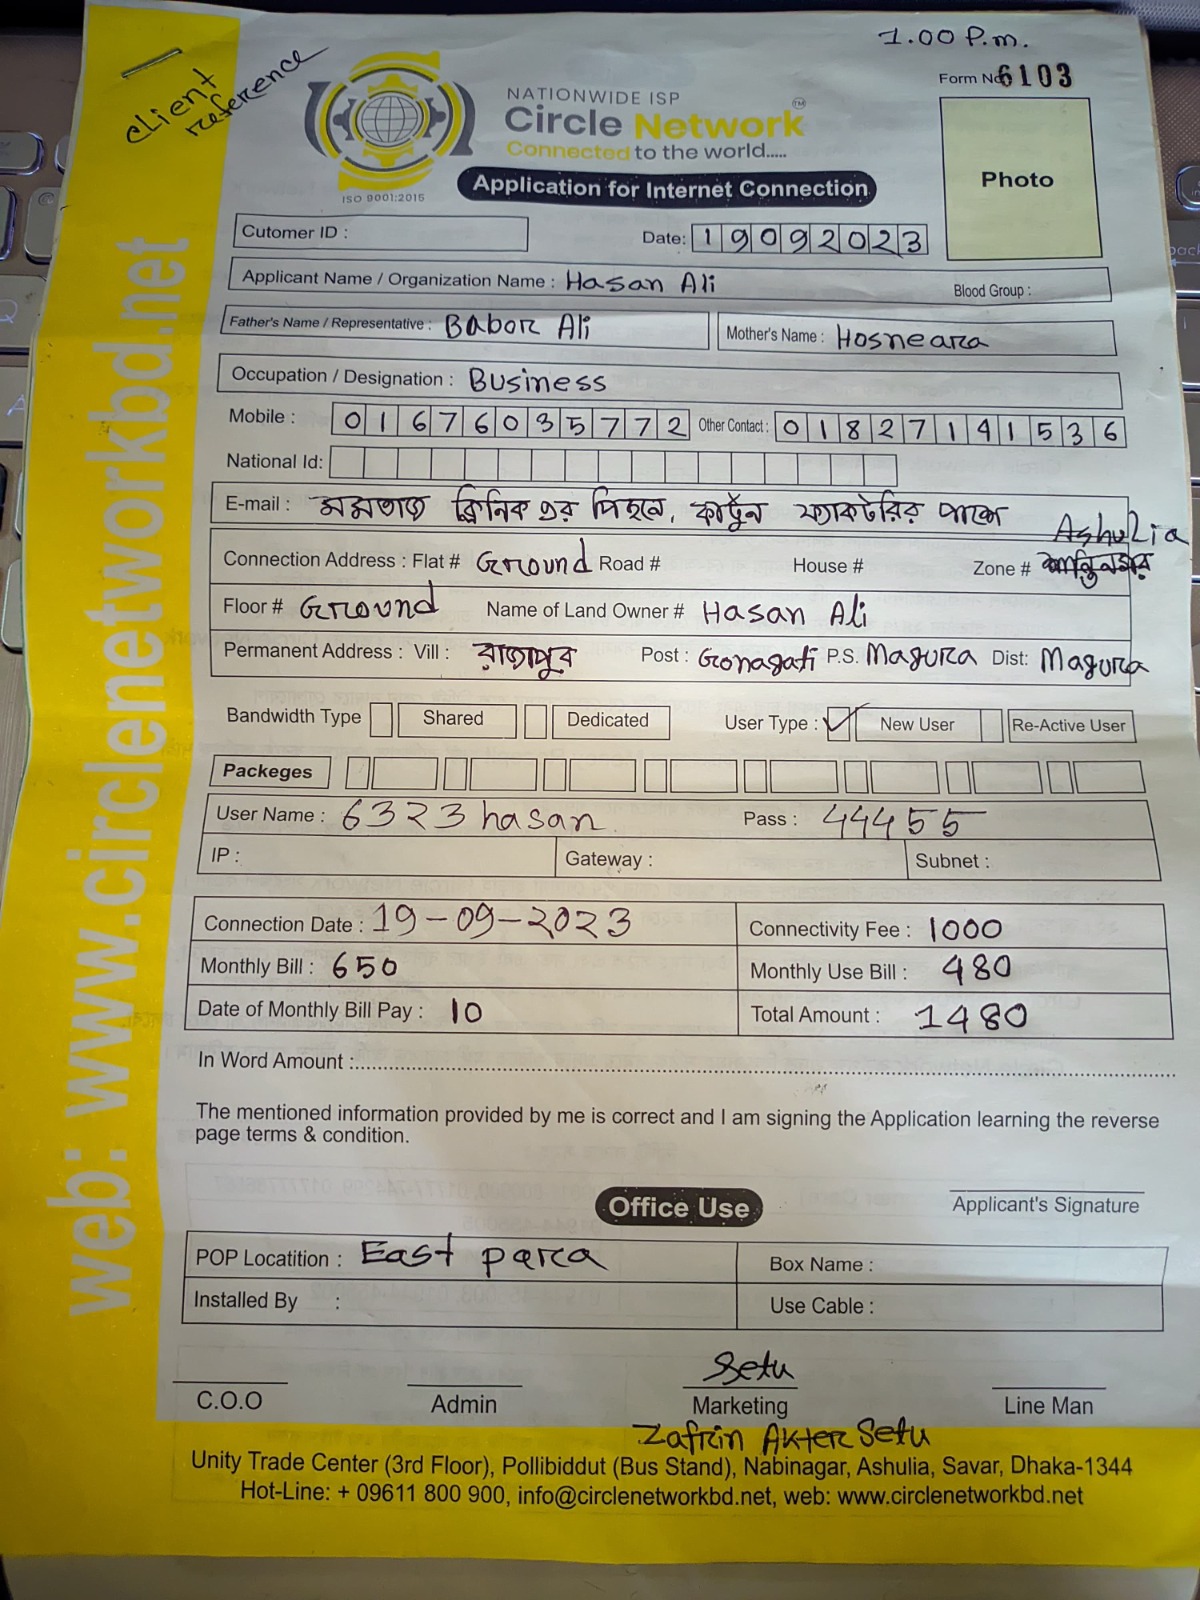 1.00 P.m.
client reference
Form No 6103
NATIONWIDE ISP
Circle Network
TM
Connected to the world.....
ISO 9001:2015
Application for Internet Connection
Photo
Cutomer ID :
Date: 19092023
Applicant Name / Organization Name : Hasan Ali Blood Group :
Father's Name / Representative : Babor Ali Mother's Name : Hosneara
Occupation / Designation : Business
Mobile : 01676035772 Other Contact : 01827141536
National Id:
E-mail : মমতাজ ক্লিনিক এর পিছনে, কার্টুন ফ্যাকটরির পাশে
Ashulia
Connection Address : Flat # Ground Road # House # Zone #
Floor # Ground Name of Land Owner # Hasan Ali
Permanent Address : Vill : রাজাপুর Post : Gonagati P.S. Magura Dist: Magura
Bandwidth Type Shared Dedicated User Type : ✓ New User Re-Active User
Packeges
User Name : 6323hasan Pass : 44455
IP : Gateway : Subnet :
Connection Date : 19-09-2023 Connectivity Fee : 1000
Monthly Bill : 650 Monthly Use Bill : 480
Date of Monthly Bill Pay : 10 Total Amount : 1480
In Word Amount :
The mentioned information provided by me is correct and I am signing the Application learning the reverse
page terms & condition.
Applicant's Signature
Office Use
POP Locatition : East parca Box Name :
Installed By : Use Cable :
Setu
C.O.O Admin Marketing Line Man
Zafrin Akter Setu
Unity Trade Center (3rd Floor), Pollibiddut (Bus Stand), Nabinagar, Ashulia, Savar, Dhaka-1344
Hot-Line: + 09611 800 900, info@circlenetworkbd.net, web: www.circlenetworkbd.net
web: www.circlenetworkbd.net